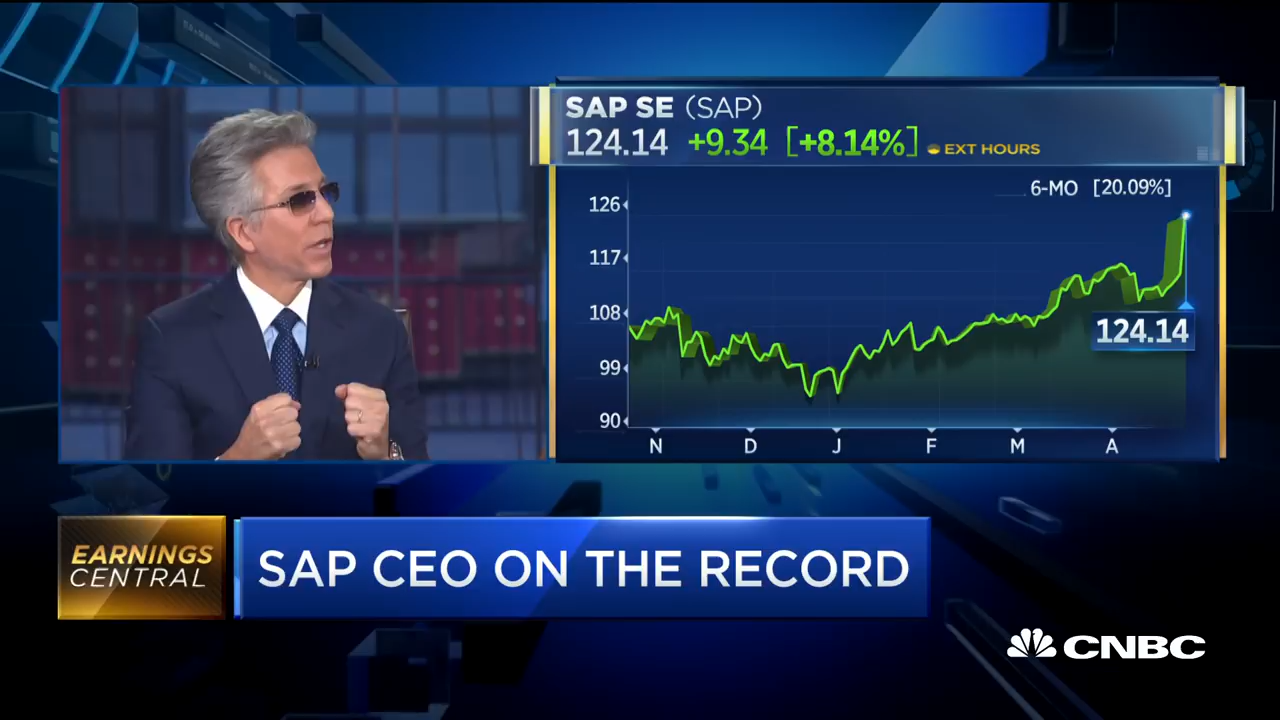 SAP SE (SAP)
124.14 +9.34 [+8.14%] EXT HOURS
6-MO [20.09%]
126
117
108
99
90
124.14
N D J F M A
EARNINGS
CENTRAL
SAP CEO ON THE RECORD
CNBC